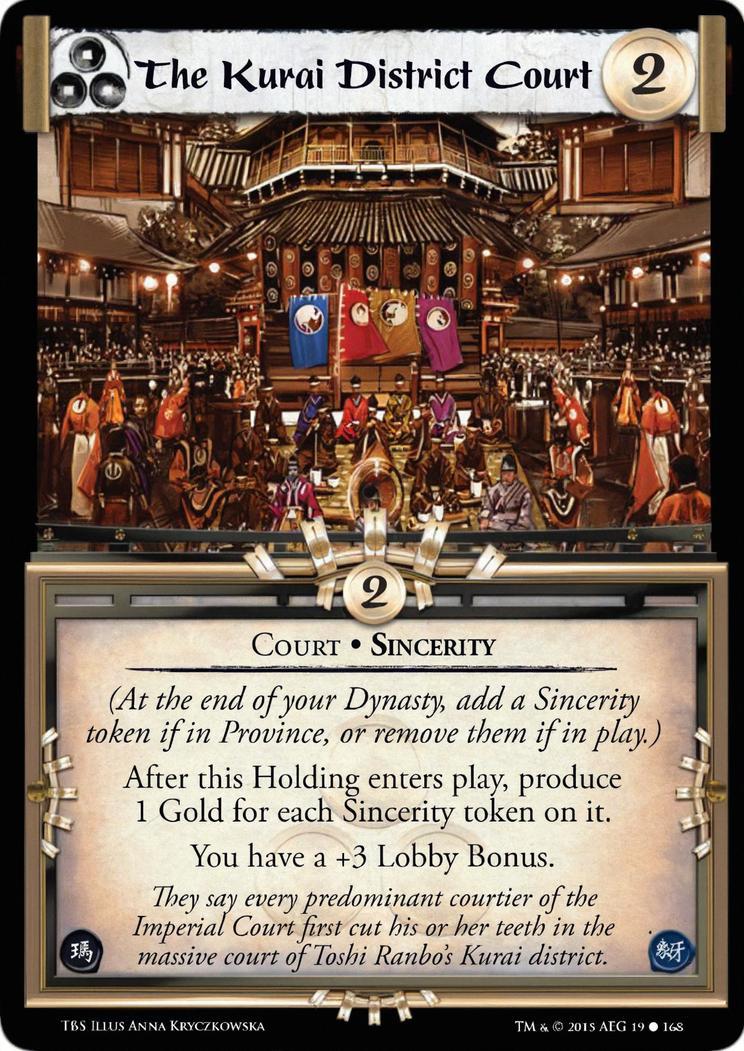 The Kurai District Court
2
2
Court • Sincerity
(At the end of your Dynasty, add a Sincerity
token if in Province, or remove them if in play.)
After this Holding enters play, produce
1 Gold for each Sincerity token on it.
You have a +3 Lobby Bonus.
They say every predominant courtier of the
Imperial Court first cut his or her teeth in the
massive court of Toshi Ranbo's Kurai district.
瑪
TBS Illus Anna Kryczkowska
TM & © 2015 AEG 19 ● 168